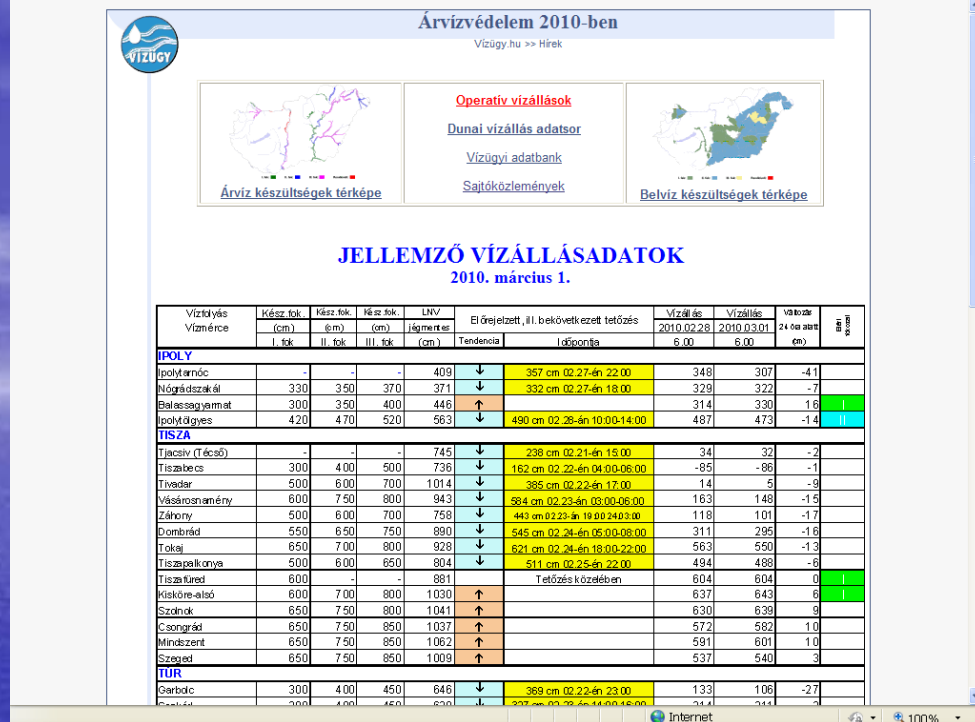 Árvízvédelem 2010-ben
Vízügy.hu >> Hírek
VÍZÜGY
Operatív vízállások
Dunai vízállás adatsor
Vízügyi adatbank
Sajtóközlemények
Árvíz készültségek térképe
Belvíz készültségek térképe
JELLEMZŐ VÍZÁLLÁSADATOK
2010. március 1.
Vízfolyás Kész.fok. Kész.fok. Kész.fok. LNV Előrejelzett, ill. bekövetkezett tetőzés Vízállás Vízállás Változás
Vízmérce (cm) (cm) (cm) jégmentes 2010.02.28 2010.03.01 24 óra alatt
I. fok II. fok III. fok (cm) Tendencia Időpontja 6.00 6.00 (cm)
IPOLY
Ipolytarnóc - - - 409 ↓ 357 cm 02.27-én 22:00 348 307 -41
Nógrádszakál 330 350 370 371 ↓ 332 cm 02.27-én 18:00 329 322 -7
Balassagyarmat 300 350 400 446 ↑ 314 330 16 I
Ipolytölgyes 420 470 520 563 ↓ 490 cm 02.28-án 10:00-14:00 487 473 -14 II
TISZA
Tjacsiv (Técső) - - - 745 ↓ 238 cm 02.21-én 15:00 34 32 -2
Tiszabecs 300 400 500 736 ↓ 162 cm 02.22-én 04:00-06:00 -85 -86 -1
Tivadar 500 600 700 1014 ↓ 385 cm 02.22-én 17:00 14 5 -9
Vásárosnamény 600 750 800 943 ↓ 584 cm 02.23-án 03:00-06:00 163 148 -15
Záhony 500 600 700 758 ↓ 443 cm 02.23-án 19:00 24.03:00 118 101 -17
Dombrád 550 650 750 890 ↓ 545 cm 02.24-én 05:00-08:00 311 295 -16
Tokaj 650 700 800 928 ↓ 621 cm 02.24-én 18:00-22:00 563 550 -13
Tiszapalkonya 500 600 650 804 ↓ 511 cm 02.25-én 22:00 494 488 -6
Tiszafüred 600 - - 881 Tetőzés közelében 604 604 0 I
Kisköre-alsó 600 700 800 1030 ↑ 637 643 6 I
Szolnok 650 750 800 1041 ↑ 630 639 9
Csongrád 650 750 850 1037 ↑ 572 582 10
Mindszent 650 750 850 1062 ↑ 591 601 10
Szeged 650 750 850 1009 ↑ 537 540 3
TÚR
Garbolc 300 400 450 646 ↓ 369 cm 02.22-én 23:00 133 106 -27
Internet 100%